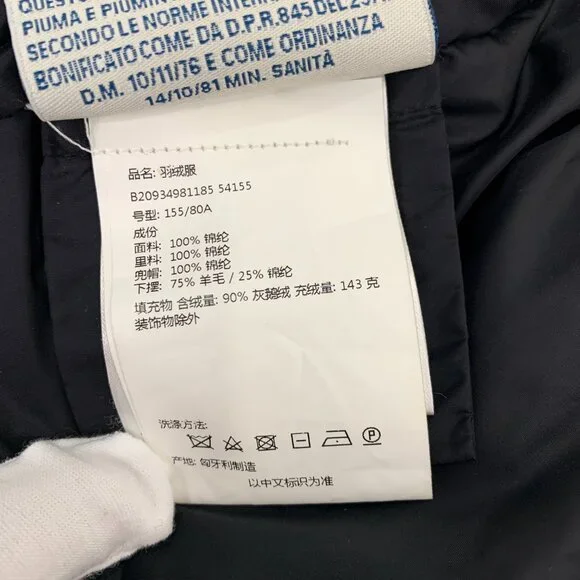 PIUMA E PIUMIN
SECONDO LE NORME INTERN
BONIFICATO COME DA D.P.R. 845 DEL
D.M. 10/11/76 E COME ORDINANZA
14/10/81 MIN. SANITÀ
品名: 羽绒服
B20934981185 54155
号型: 155/80A
成份
面料: 100% 锦纶
里料: 100% 锦纶
兜帽: 100% 锦纶
下摆: 75% 羊毛 / 25% 锦纶
填充物 含绒量: 90% 灰鹅绒 充绒量: 143 克
装饰物除外
洗涤方法:
产地: 匈牙利制造
以中文标识为准